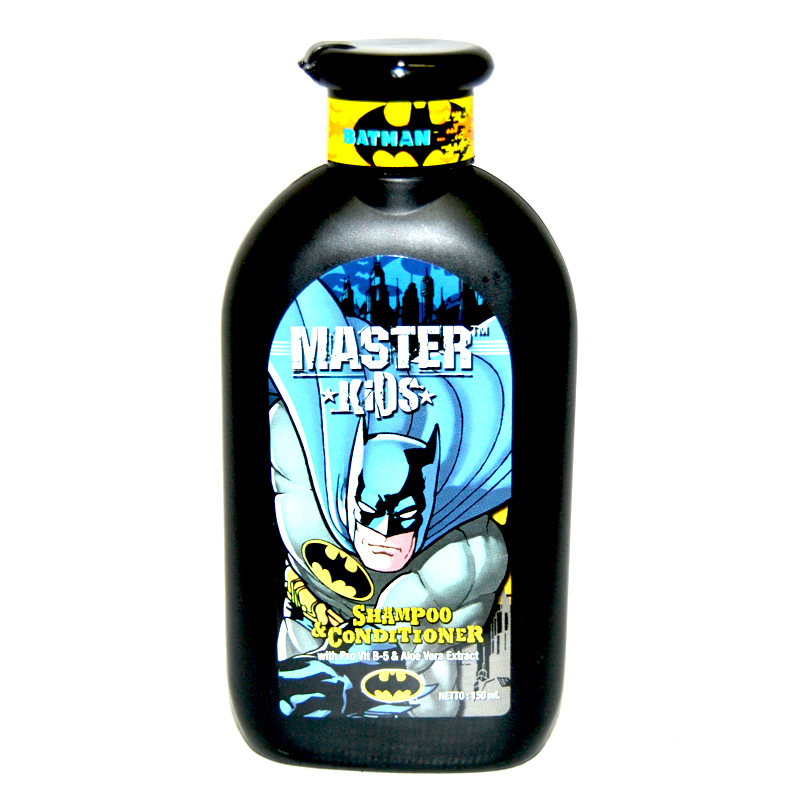 BATMAN
MASTER™
KiDS
SHAMPOO
& CONDITIONER
with Pro Vit B-5 & Aloe Vera Extract
NETTO : 150 mL